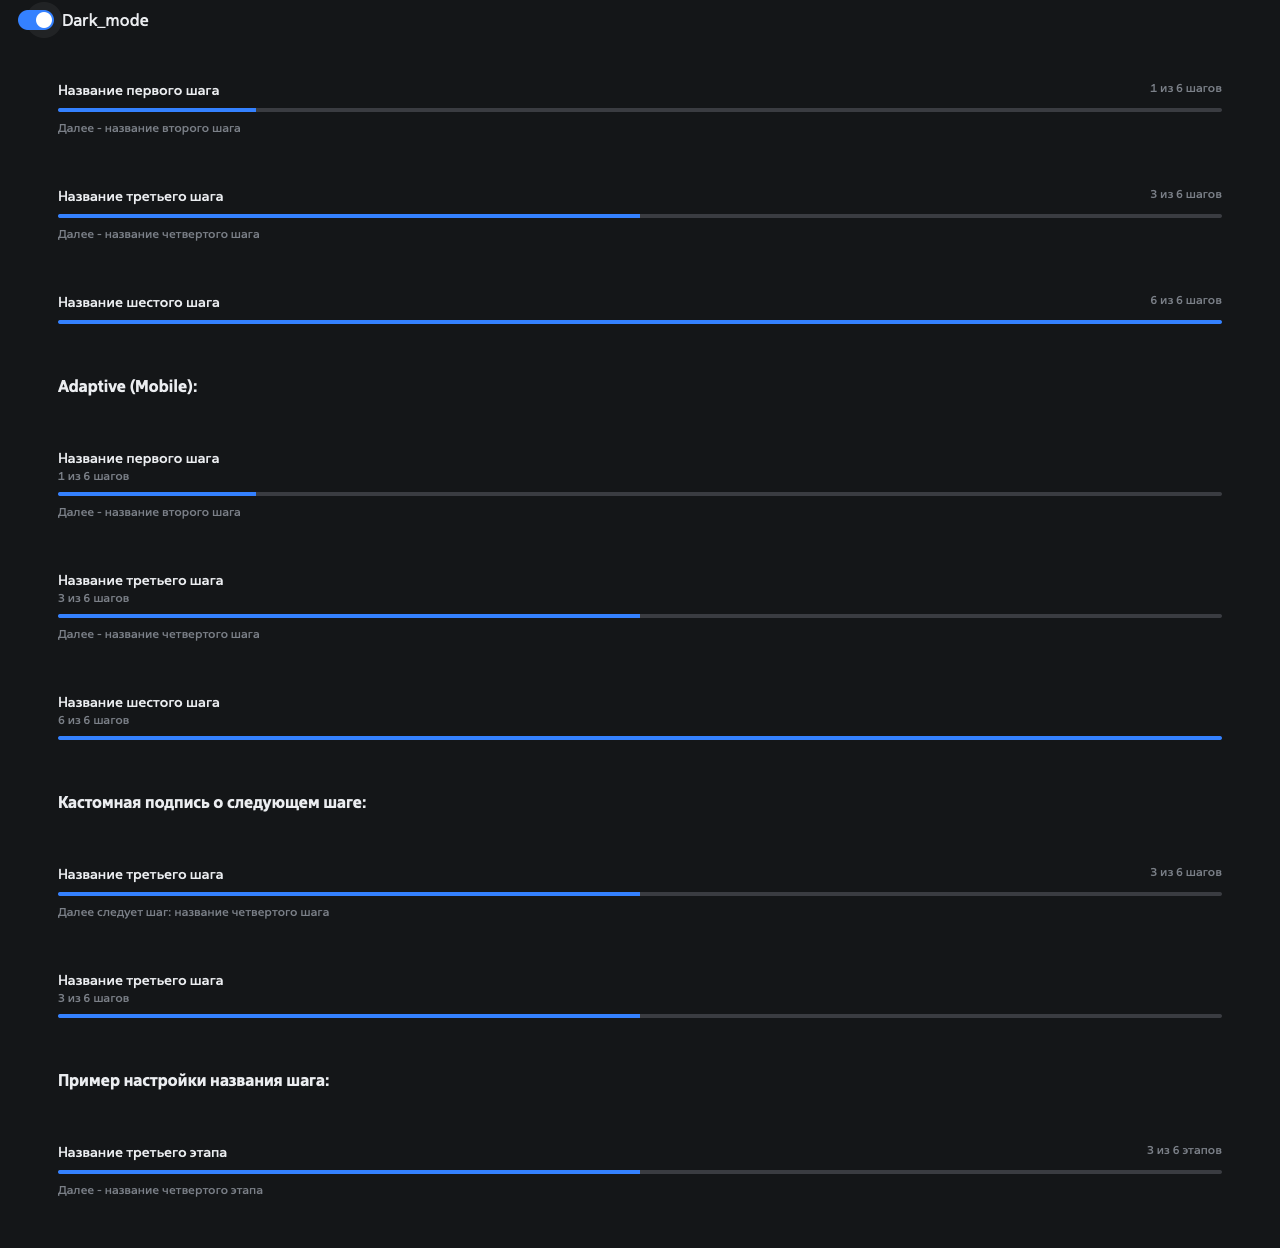 Dark_mode
Название первого шага
1 из 6 шагов
Далее - название второго шага
Название третьего шага
3 из 6 шагов
Далее - название четвертого шага
Название шестого шага
6 из 6 шагов
Adaptive (Mobile):
Название первого шага
1 из 6 шагов
Далее - название второго шага
Название третьего шага
3 из 6 шагов
Далее - название четвертого шага
Название шестого шага
6 из 6 шагов
Кастомная подпись о следующем шаге:
Название третьего шага
3 из 6 шагов
Далее следует шаг: название четвертого шага
Название третьего шага
3 из 6 шагов
Пример настройки названия шага:
Название третьего этапа
3 из 6 этапов
Далее - название четвертого этапа